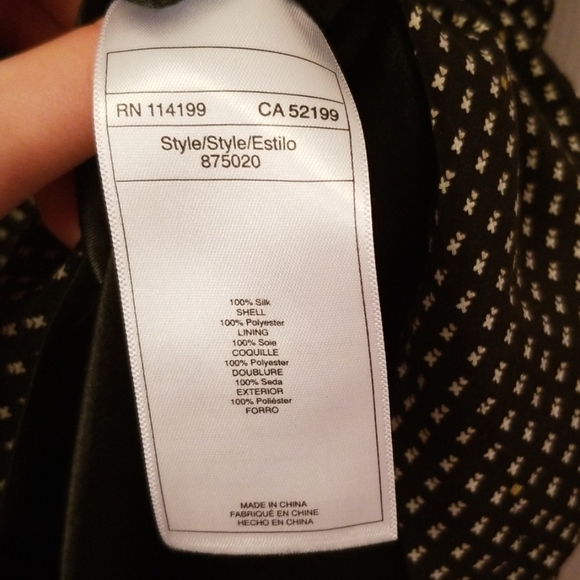 RN 114199 CA 52199
Style/Style/Estilo
875020
100% Silk
SHELL
100% Polyester
LINING
100% Soie
COQUILLE
100% Polyester
DOUBLURE
100% Seda
EXTERIOR
100% Poliéster
FORRO
MADE IN CHINA
FABRIQUÉ EN CHINE
HECHO EN CHINA